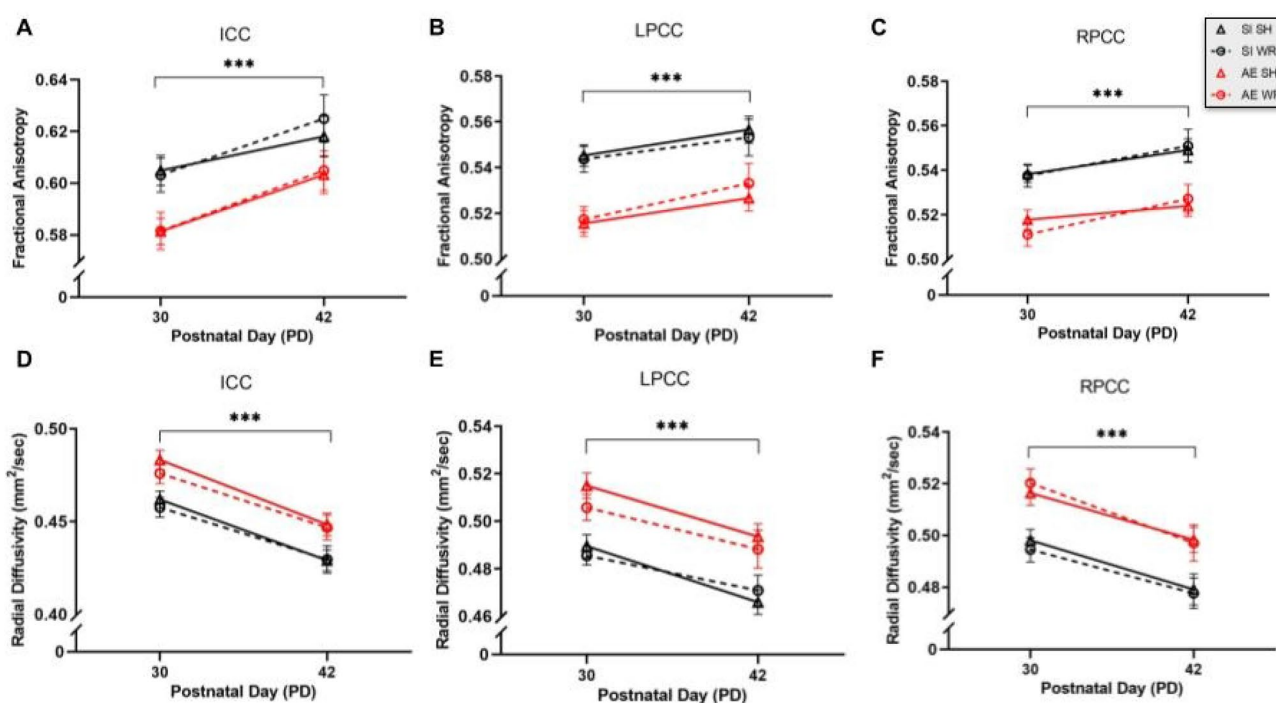 A
ICC
***
Fractional Anisotropy
0.64
0.62
0.60
0.58
0
30
42
Postnatal Day (PD)
B
LPCC
***
Fractional Anisotropy
0.58
0.56
0.54
0.52
0.50
0
30
42
Postnatal Day (PD)
C
RPCC
***
Fractional Anisotropy
0.58
0.56
0.54
0.52
0.50
0
30
42
Postnatal Day (PD)
SI SH
SI WR
AE SH
AE WR
D
ICC
***
Radial Diffusivity (mm²/sec)
0.50
0.45
0.40
0
30
42
Postnatal Day (PD)
E
LPCC
***
Radial Diffusivity (mm²/sec)
0.54
0.52
0.50
0.48
0.46
0
30
42
Postnatal Day (PD)
F
RPCC
***
Radial Diffusivity (mm²/sec)
0.54
0.52
0.50
0.48
0
30
42
Postnatal Day (PD)